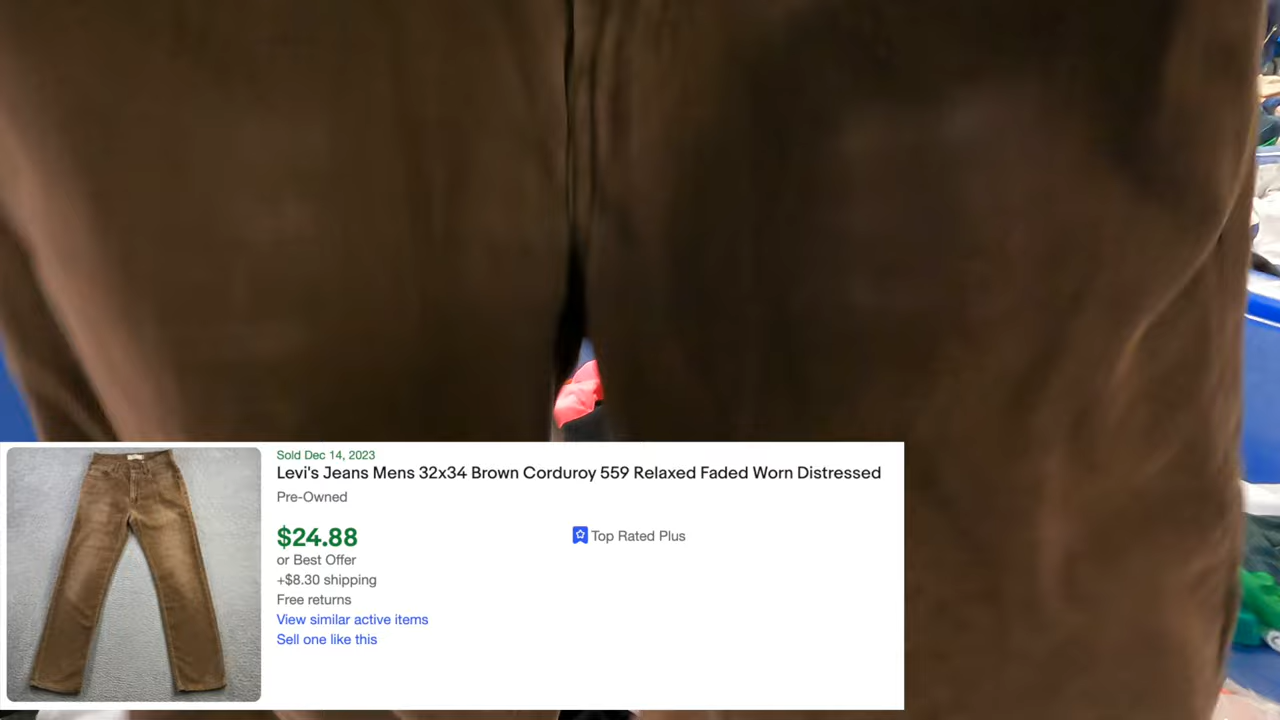 Sold Dec 14, 2023
Levi's Jeans Mens 32x34 Brown Corduroy 559 Relaxed Faded Worn Distressed
Pre-Owned
$24.88
Top Rated Plus
or Best Offer
+$8.30 shipping
Free returns
View similar active items
Sell one like this